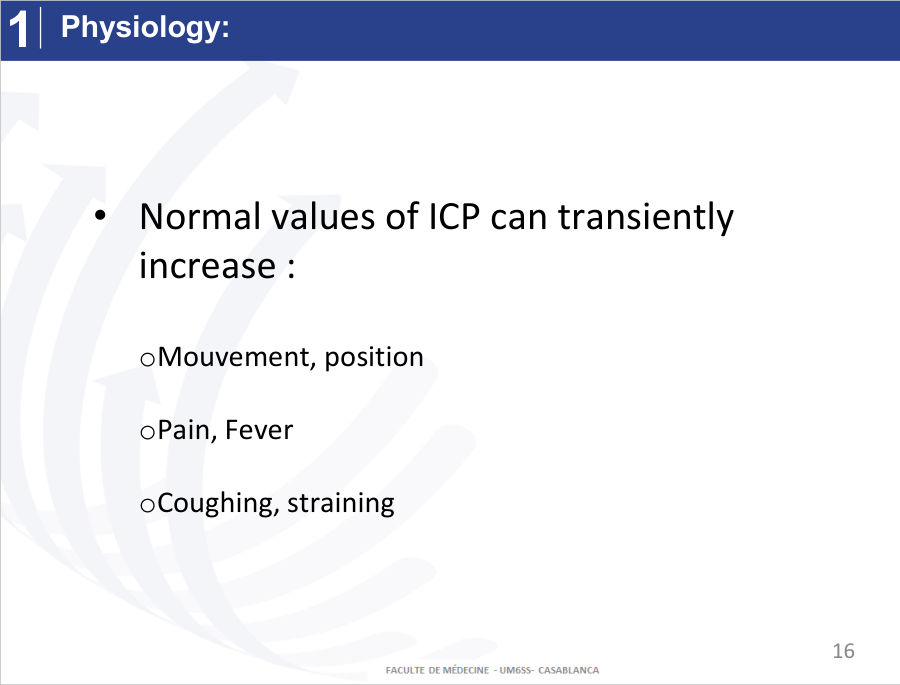 1 Physiology:
• Normal values of ICP can transiently
increase :
oMouvement, position
oPain, Fever
oCoughing, straining
16
FACULTE DE MÉDECINE - UM6SS- CASABLANCA